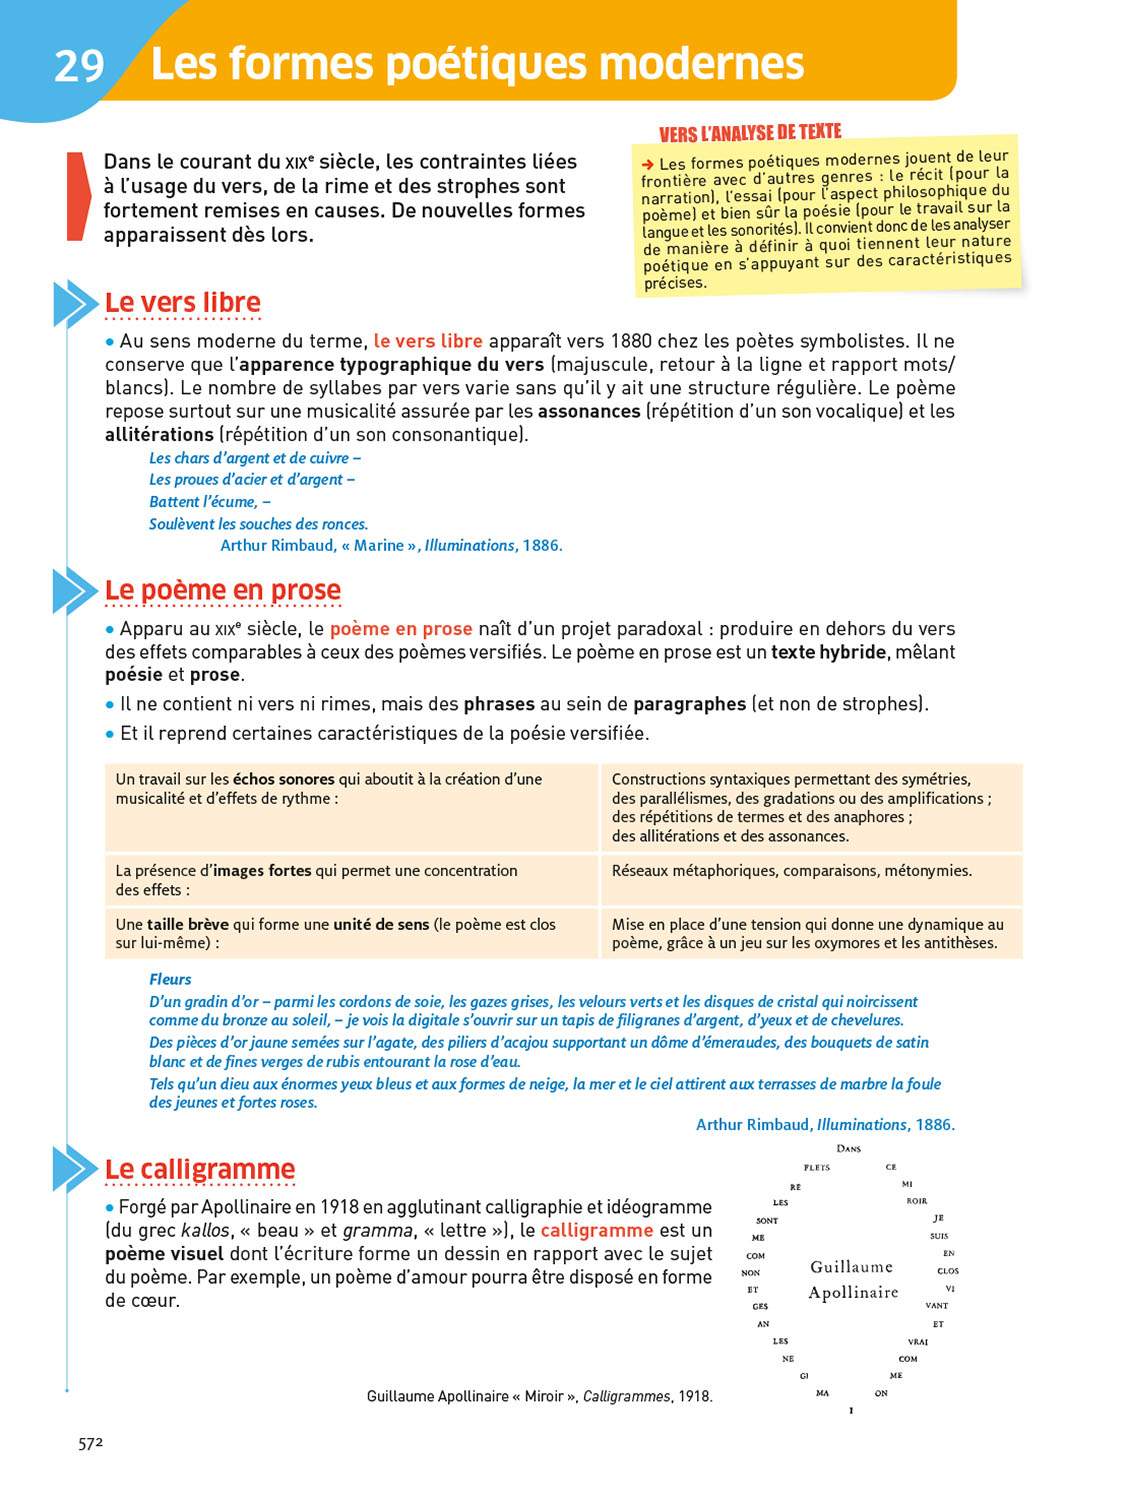 29
Les formes poétiques modernes
Dans le courant du XIXe siècle, les contraintes liées
à l'usage du vers, de la rime et des strophes sont
fortement remises en causes. De nouvelles formes
apparaissent dès lors.
VERS L'ANALYSE DE TEXTE
→ Les formes poétiques modernes jouent de leur
frontière avec d'autres genres : le récit (pour la
narration), l'essai (pour l'aspect philosophique du
poème) et bien sûr la poésie (pour le travail sur la
langue et les sonorités). Il convient donc de les analyser
de manière à définir à quoi tiennent leur nature
poétique en s'appuyant sur des caractéristiques
précises.
Le vers libre
• Au sens moderne du terme, le vers libre apparaît vers 1880 chez les poètes symbolistes. Il ne
conserve que l'apparence typographique du vers (majuscule, retour à la ligne et rapport mots/
blancs). Le nombre de syllabes par vers varie sans qu'il y ait une structure régulière. Le poème
repose surtout sur une musicalité assurée par les assonances (répétition d'un son vocalique) et les
allitérations (répétition d'un son consonantique).
Les chars d'argent et de cuivre –
Les proues d'acier et d'argent –
Battent l'écume, –
Soulèvent les souches des ronces.
Arthur Rimbaud, « Marine », Illuminations, 1886.
Le poème en prose
• Apparu au XIXe siècle, le poème en prose naît d'un projet paradoxal : produire en dehors du vers
des effets comparables à ceux des poèmes versifiés. Le poème en prose est un texte hybride, mêlant
poésie et prose.
• Il ne contient ni vers ni rimes, mais des phrases au sein de paragraphes (et non de strophes).
• Et il reprend certaines caractéristiques de la poésie versifiée.
Un travail sur les échos sonores qui aboutit à la création d'une
musicalité et d'effets de rythme :
Constructions syntaxiques permettant des symétries,
des parallélismes, des gradations ou des amplifications ;
des répétitions de termes et des anaphores ;
des allitérations et des assonances.
La présence d'images fortes qui permet une concentration
des effets :
Réseaux métaphoriques, comparaisons, métonymies.
Une taille brève qui forme une unité de sens (le poème est clos
sur lui-même) :
Mise en place d'une tension qui donne une dynamique au
poème, grâce à un jeu sur les oxymores et les antithèses.
Fleurs
D'un gradin d'or – parmi les cordons de soie, les gazes grises, les velours verts et les disques de cristal qui noircissent
comme du bronze au soleil, – je vois la digitale s'ouvrir sur un tapis de filigranes d'argent, d'yeux et de chevelures.
Des pièces d'or jaune semées sur l'agate, des piliers d'acajou supportant un dôme d'émeraudes, des bouquets de satin
blanc et de fines verges de rubis entourant la rose d'eau.
Tels qu'un dieu aux énormes yeux bleus et aux formes de neige, la mer et le ciel attirent aux terrasses de marbre la foule
des jeunes et fortes roses.
Arthur Rimbaud, Illuminations, 1886.
Le calligramme
• Forgé par Apollinaire en 1918 en agglutinant calligraphie et idéogramme
(du grec kallos, « beau » et gramma, « lettre »), le calligramme est un
poème visuel dont l'écriture forme un dessin en rapport avec le sujet
du poème. Par exemple, un poème d'amour pourra être disposé en forme
de cœur.
DANS
CE
MI
ROIR
JE
SUIS
EN
CLOS
VI
VANT
ET
VRAI
COM
ME
ON
I
MA
GI
NE
LES
AN
GES
ET
NON
COM
ME
SONT
LES
RE
FLETS
Guillaume
Apollinaire
Guillaume Apollinaire « Miroir », Calligrammes, 1918.
572